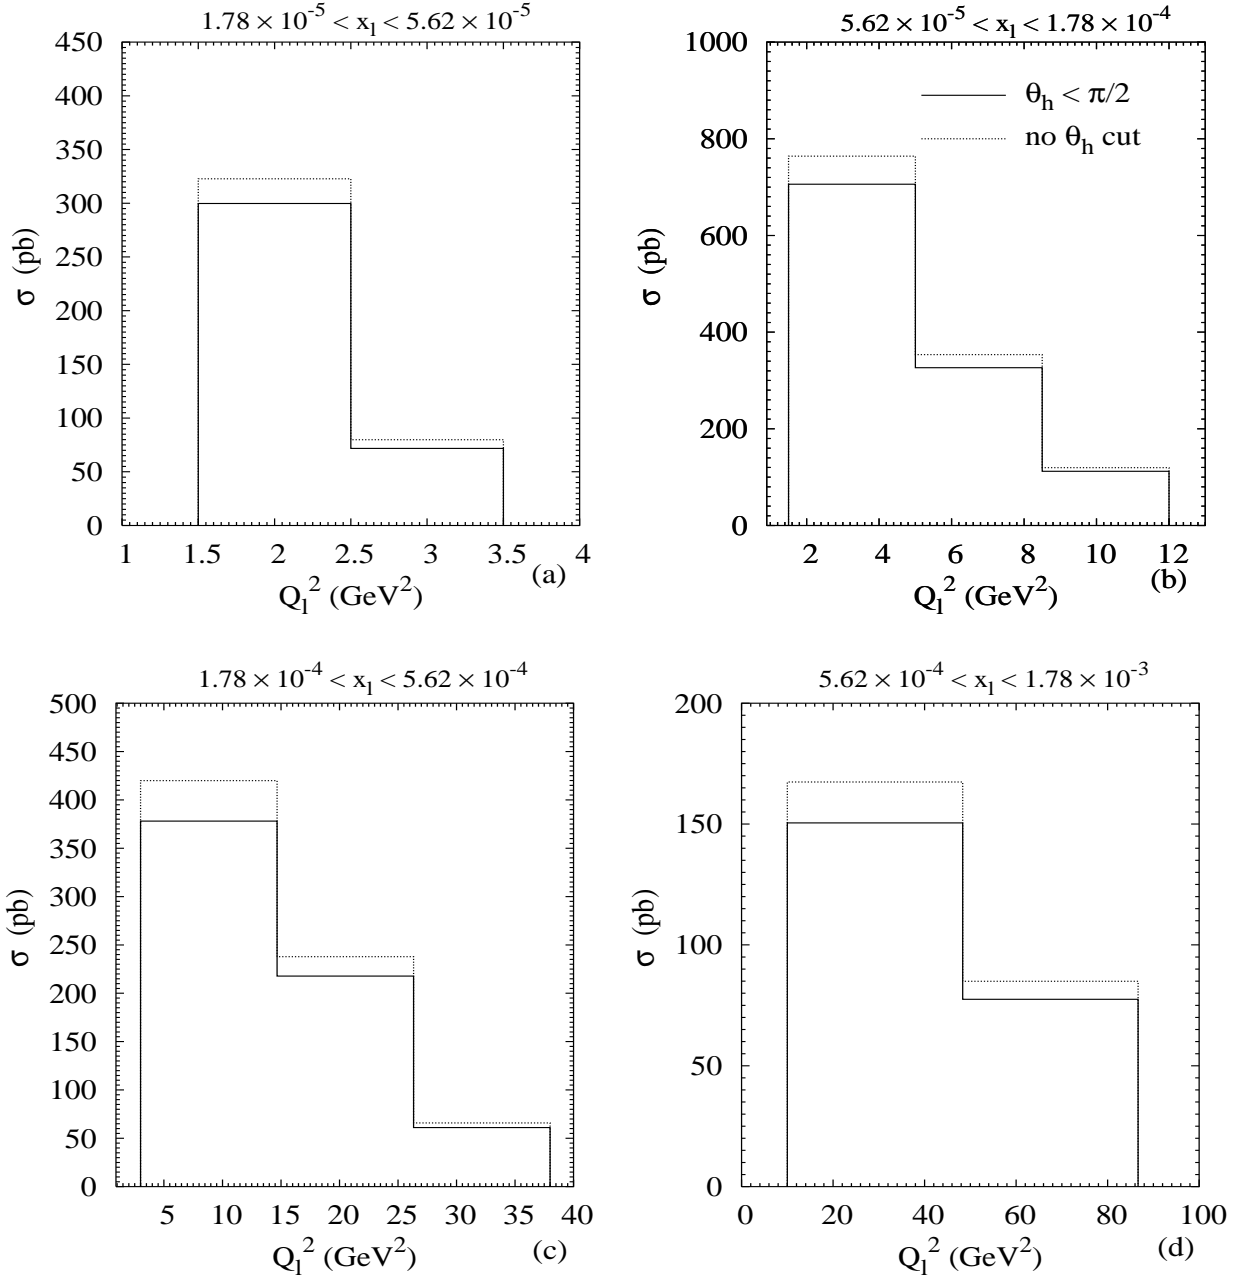 1.78 × 10^-5 < x_l < 5.62 × 10^-5
450
400
350
300
250
200
150
100
50
0
σ (pb)
1 1.5 2 2.5 3 3.5 4
(a)
Q_l^2 (GeV^2)
5.62 × 10^-5 < x_l < 1.78 × 10^-4
1000
800
600
400
200
0
σ (pb)
θ_h < π/2
no θ_h cut
2 4 6 8 10 12
(b)
Q_l^2 (GeV^2)
1.78 × 10^-4 < x_l < 5.62 × 10^-4
500
450
400
350
300
250
200
150
100
50
0
σ (pb)
5 10 15 20 25 30 35 40
(c)
Q_l^2 (GeV^2)
5.62 × 10^-4 < x_l < 1.78 × 10^-3
200
150
100
50
0
σ (pb)
0 20 40 60 80 100
(d)
Q_l^2 (GeV^2)